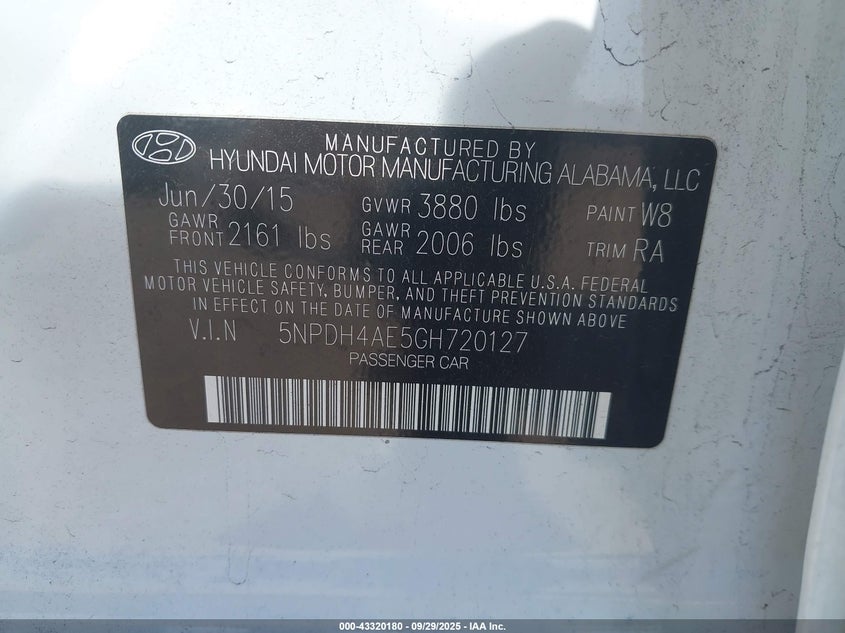 MANUFACTURED BY
HYUNDAI MOTOR MANUFACTURING ALABAMA, LLC
Jun/30/15 GVWR 3880 lbs PAINT W8
GAWR FRONT 2161 lbs GAWR REAR 2006 lbs TRIM RA
THIS VEHICLE CONFORMS TO ALL APPLICABLE U.S.A. FEDERAL
MOTOR VEHICLE SAFETY, BUMPER, AND THEFT PREVENTION STANDARDS
IN EFFECT ON THE DATE OF MANUFACTURE SHOWN ABOVE
V.I.N 5NPDH4AE5GH720127
PASSENGER CAR
000-43320180 - 09/29/2025 - IAA Inc.